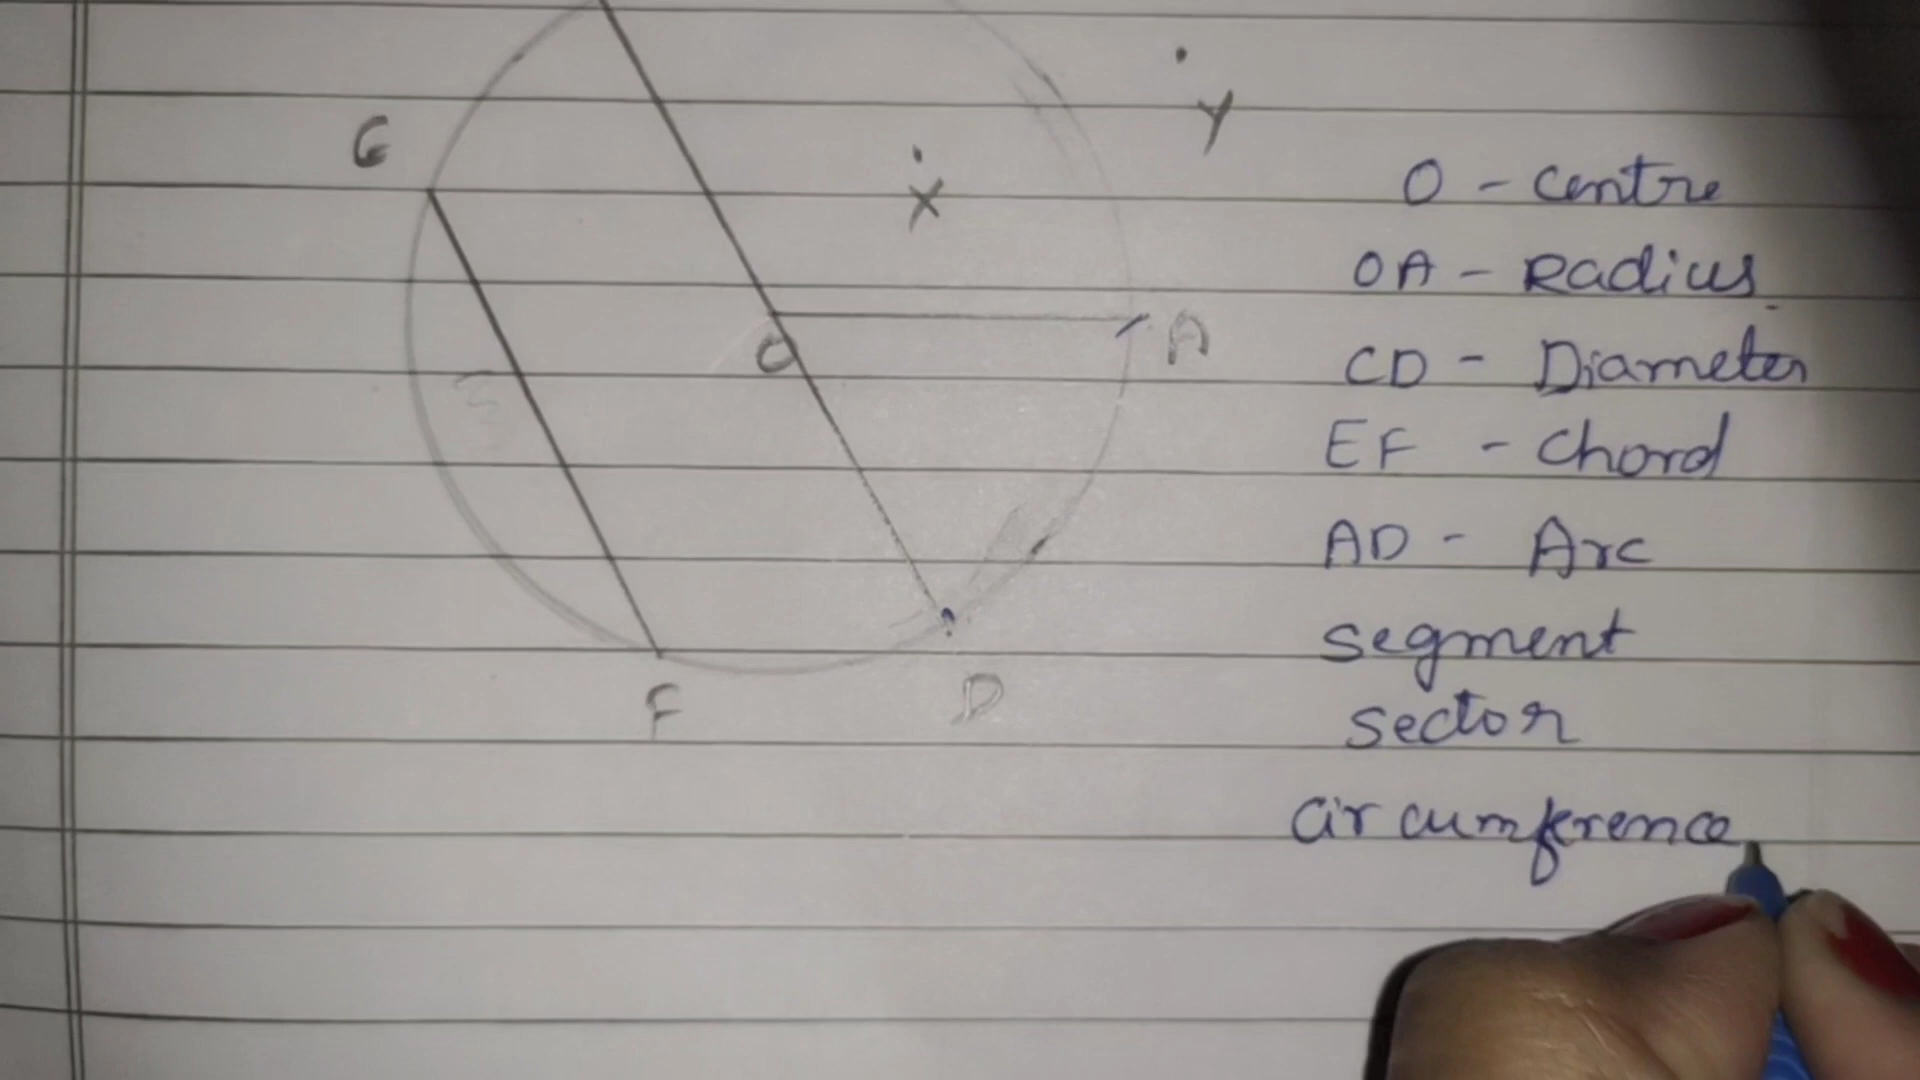 Y
G
X
O - Centre
OA - Radius
O
A
CD - Diameter
EF - Chord
AD - Arc
Segment
F
D
Sector
Circumference